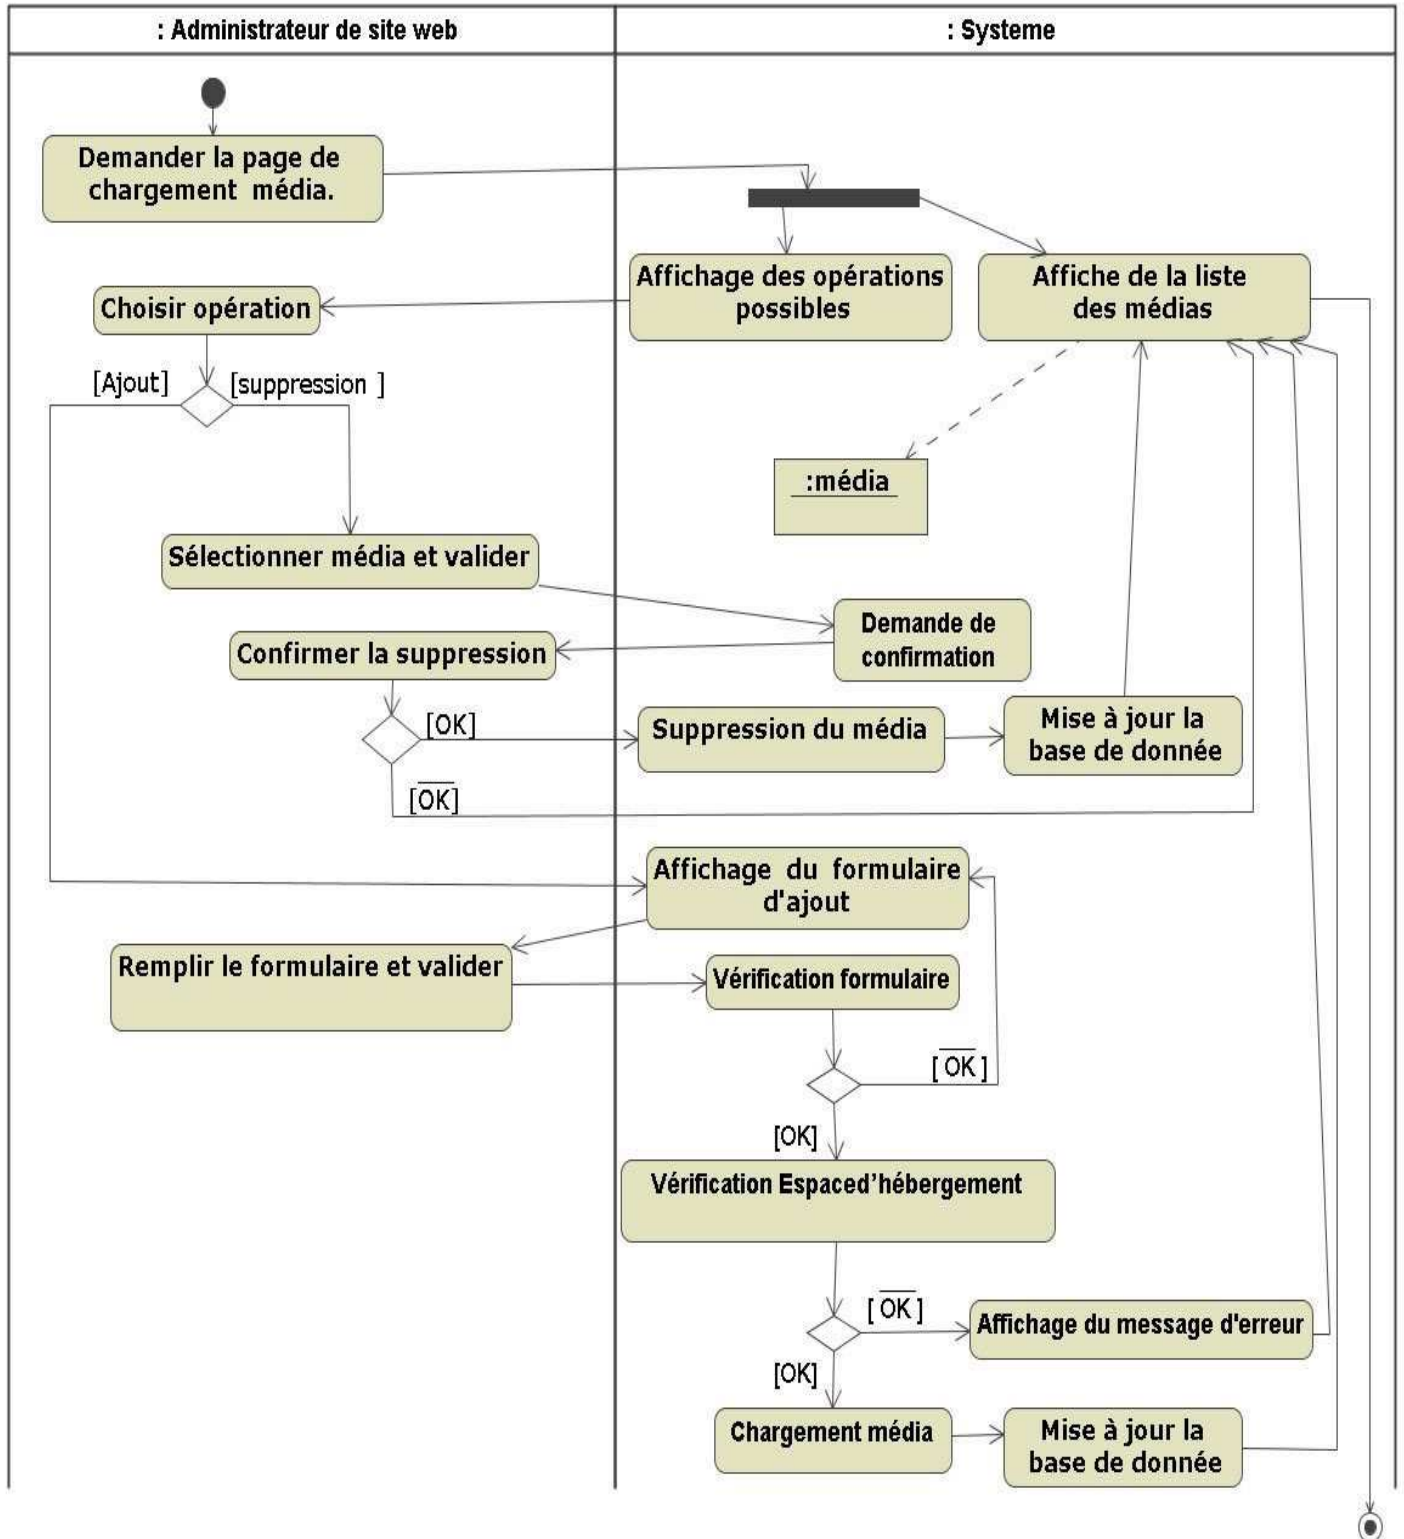 : Administrateur de site web
: Systeme
Demander la page de
chargement média.
Affichage des opérations
possibles
Affiche de la liste
des médias
Choisir opération
[Ajout]
[suppression ]
:média
Sélectionner média et valider
Demande de
confirmation
Confirmer la suppression
[OK]
Suppression du média
Mise à jour la
base de donnée
[O̅K̅]
Affichage du formulaire
d'ajout
Remplir le formulaire et valider
Vérification formulaire
[ O̅K̅ ]
[OK]
Vérification Espaced’hébergement
[ O̅K̅ ]
Affichage du message d'erreur
[OK]
Chargement média
Mise à jour la
base de donnée